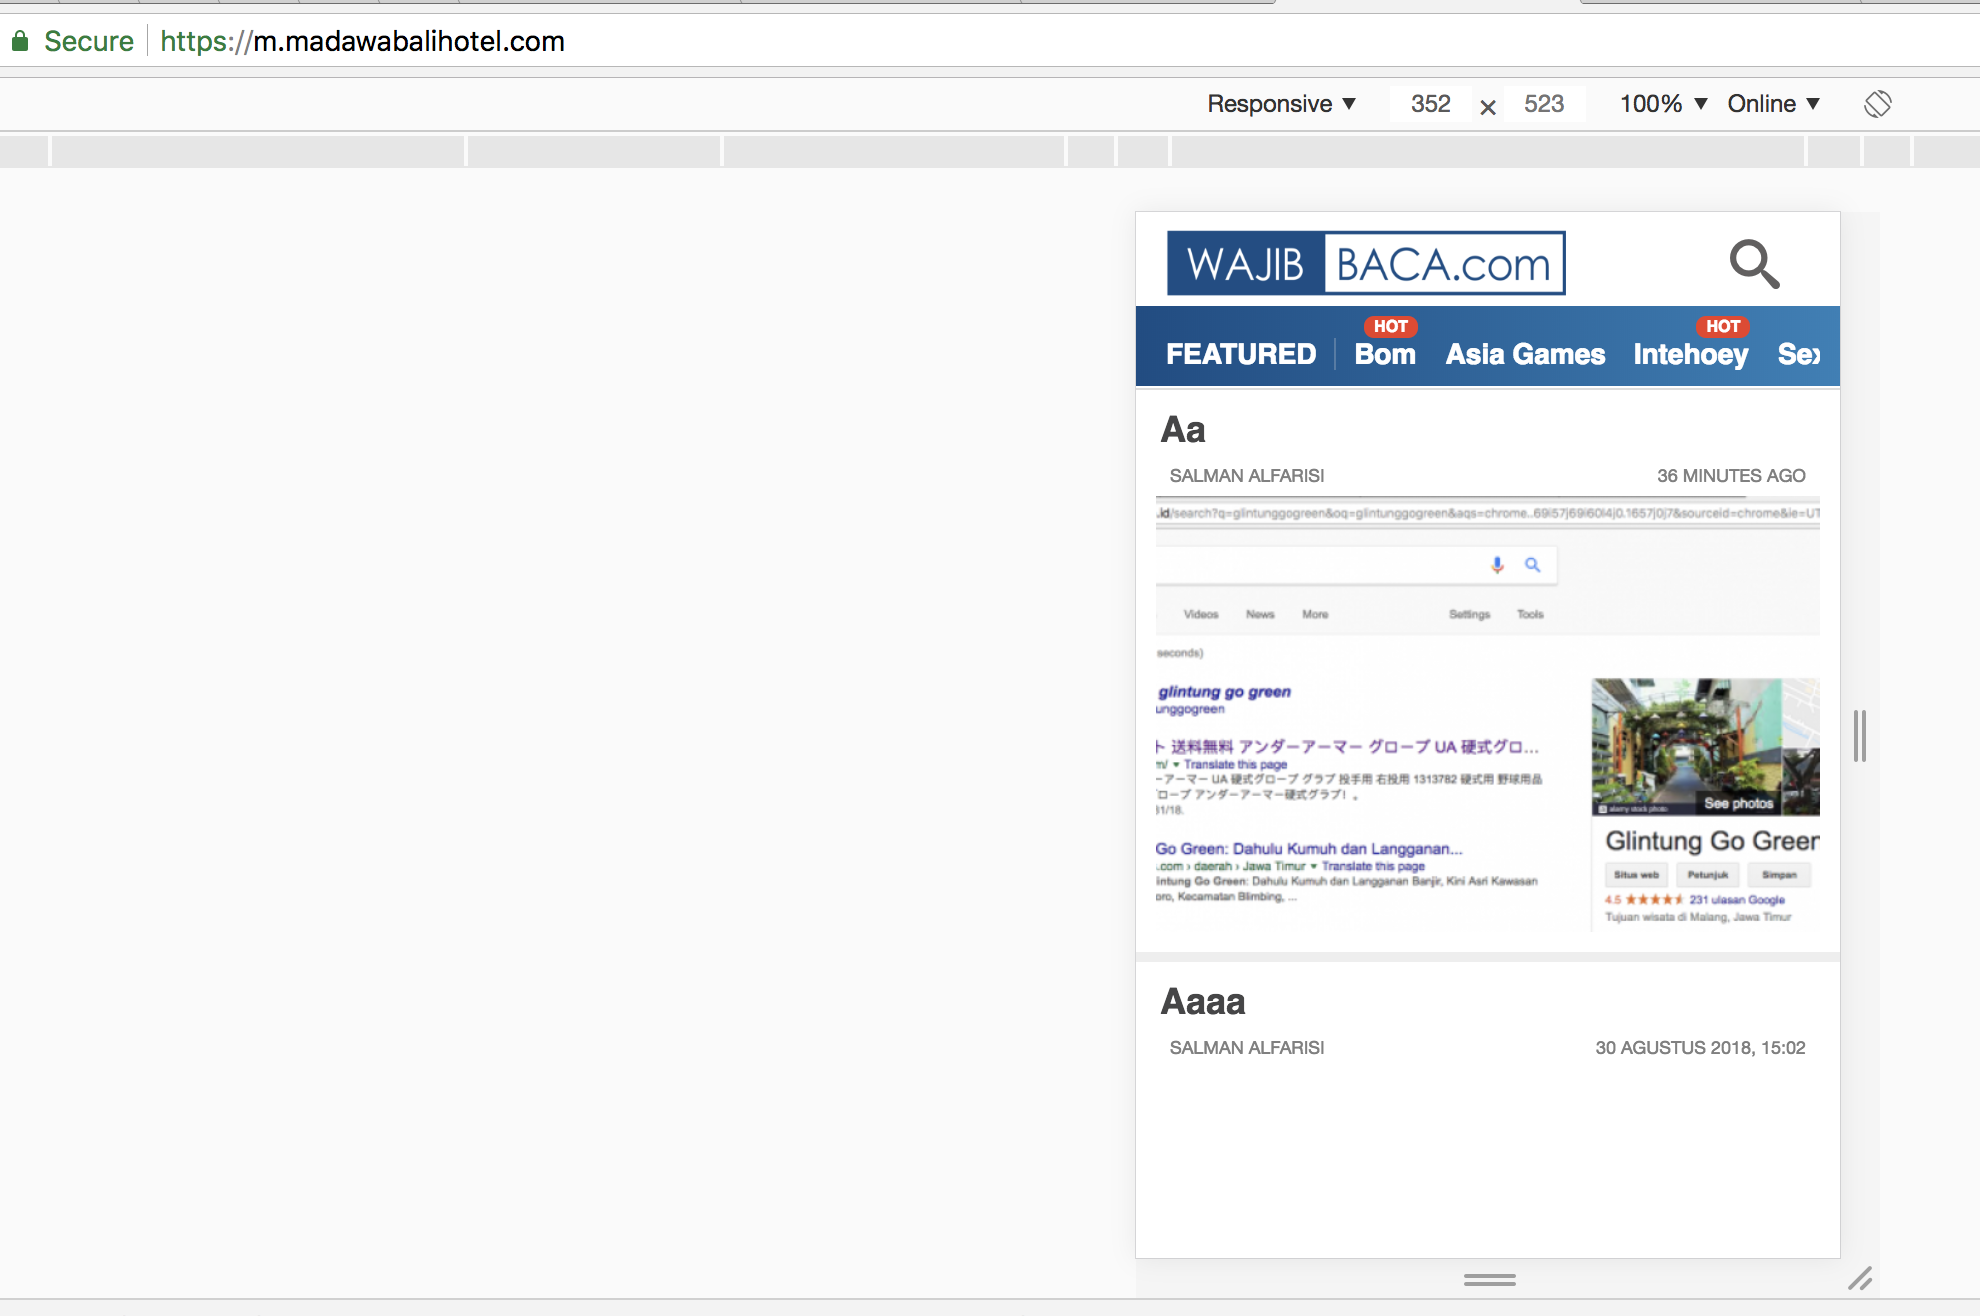 Secure https://m.madawabalihotel.com
Responsive ▼ 352 × 523 100% ▼ Online ▼
WAJIB BACA.com
HOT HOT
FEATURED Bom Asia Games Intehoey Sex
Aa
SALMAN ALFARISI 36 MINUTES AGO
.id/search?q=glintunggogreen&oq=glintunggogreen&aqs=chrome..69i57j69i60l4j0.1657j0j7&sourceid=chrome&ie=UT
Videos News More Settings Tools
seconds)
glintung go green
unggogreen
ト 送料無料 アンダーアーマー グローブ UA 硬式グロ...
m/ ▾ Translate this page
ーアーマー UA 硬式グローブ グラブ 投手用 右投用 1313782 硬式用 野球用品
ローブ アンダーアーマー硬式グラブ! 。
31/18.
Go Green: Dahulu Kumuh dan Langganan...
.com › daerah › Jawa Timur ▾ Translate this page
lintung Go Green: Dahulu Kumuh dan Langganan Banjir, Kini Asri Kawasan
oro, Kecamatan Blimbing, ...
alamy stock photo See photos
Glintung Go Green
Situs web Petunjuk Simpan
4.5 ★★★★★ 231 ulasan Google
Tujuan wisata di Malang, Jawa Timur
Aaaa
SALMAN ALFARISI 30 AGUSTUS 2018, 15:02